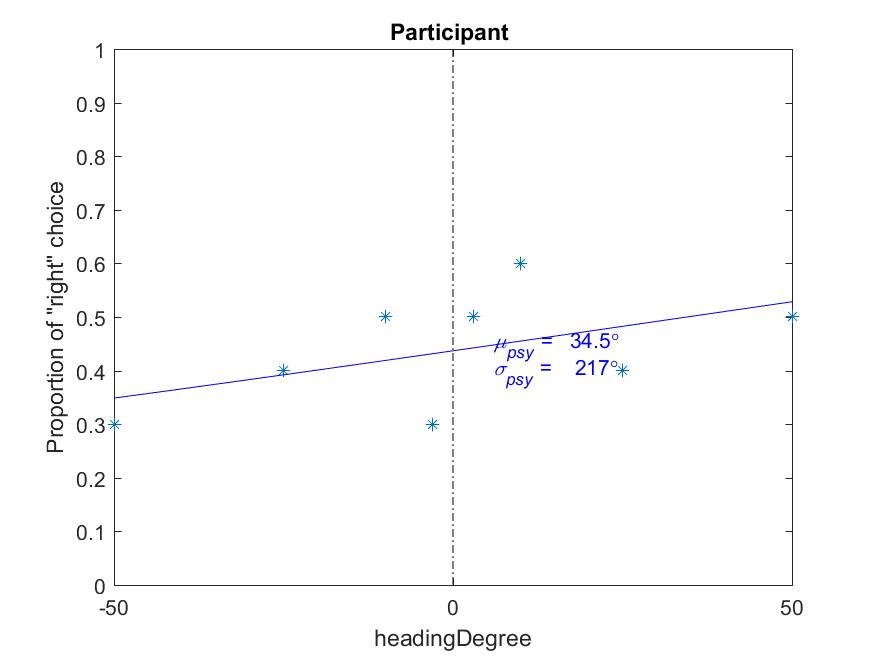 Participant
1
0.9
0.8
0.7
0.6
0.5
0.4
0.3
0.2
0.1
0
Proportion of "right" choice
μpsy = 34.5°
σpsy = 217°
-50 0 50
headingDegree